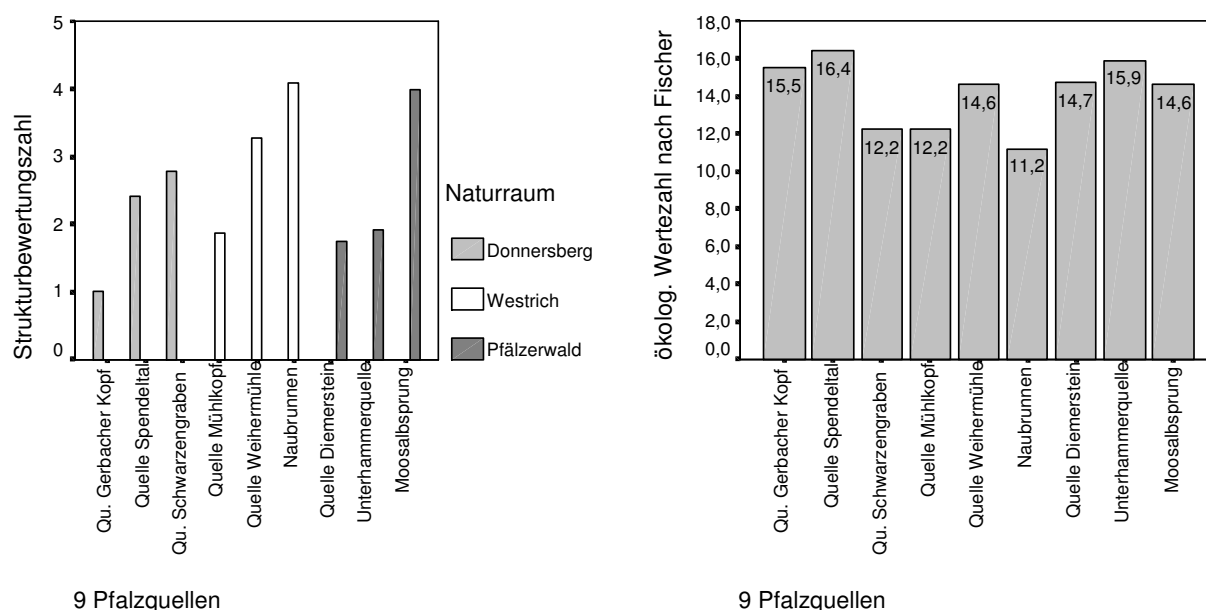 Strukturbewertungszahl
5
4
3
2
1
0
Qu. Gerbacher Kopf
Quelle Spendeltal
Qu. Schwarzengraben
Quelle Mühlkopf
Quelle Weihermühle
Naubrunnen
Quelle Diemerstein
Unterhammerquelle
Moosalbsprung
9 Pfalzquellen
Naturraum
Donnersberg
Westrich
Pfälzerwald
ökolog. Wertezahl nach Fischer
18,0
16,0
14,0
12,0
10,0
8,0
6,0
4,0
2,0
0,0
15,5
16,4
12,2
12,2
14,6
11,2
14,7
15,9
14,6
Qu. Gerbacher Kopf
Quelle Spendeltal
Qu. Schwarzengraben
Quelle Mühlkopf
Quelle Weihermühle
Naubrunnen
Quelle Diemerstein
Unterhammerquelle
Moosalbsprung
9 Pfalzquellen